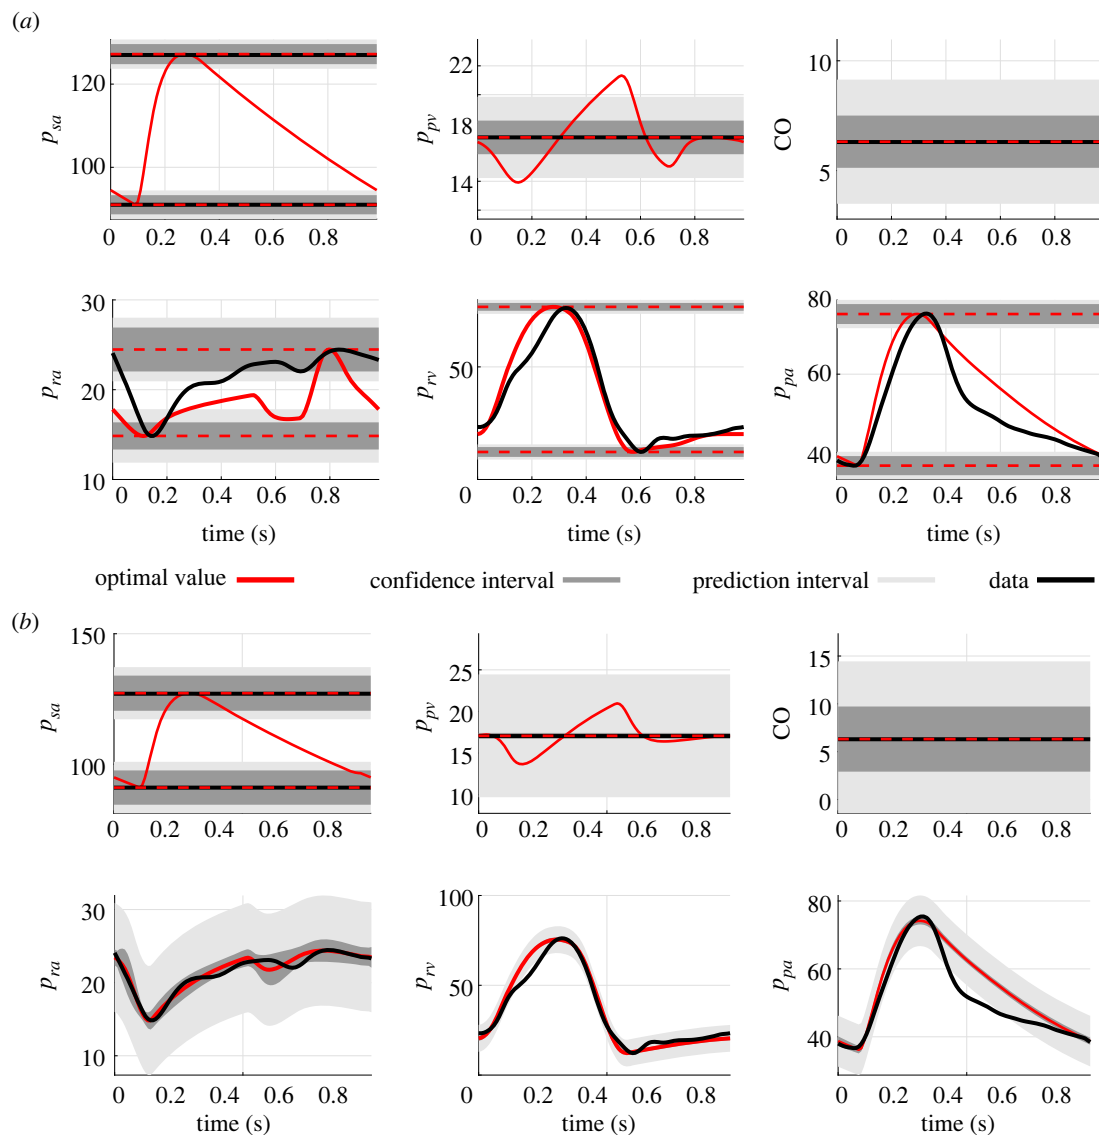 (a)
p_sa
120
100
0 0.2 0.4 0.6 0.8
p_pv
22
18
14
0 0.2 0.4 0.6 0.8
CO
10
5
0 0.2 0.4 0.6 0.8
p_ra
30
20
10
0 0.2 0.4 0.6 0.8
time (s)
p_rv
50
0 0.2 0.4 0.6 0.8
time (s)
p_pa
80
60
40
0 0.2 0.4 0.6 0.8
time (s)
optimal value confidence interval prediction interval data
(b)
p_sa
150
100
0 0.2 0.4 0.6 0.8
p_pv
25
20
15
10
0 0.2 0.4 0.6 0.8
CO
15
10
5
0
0 0.2 0.4 0.6 0.8
p_ra
30
20
10
0 0.2 0.4 0.6 0.8
time (s)
p_rv
100
50
0 0.2 0.4 0.6 0.8
time (s)
p_pa
80
60
40
0 0.2 0.4 0.6 0.8
time (s)